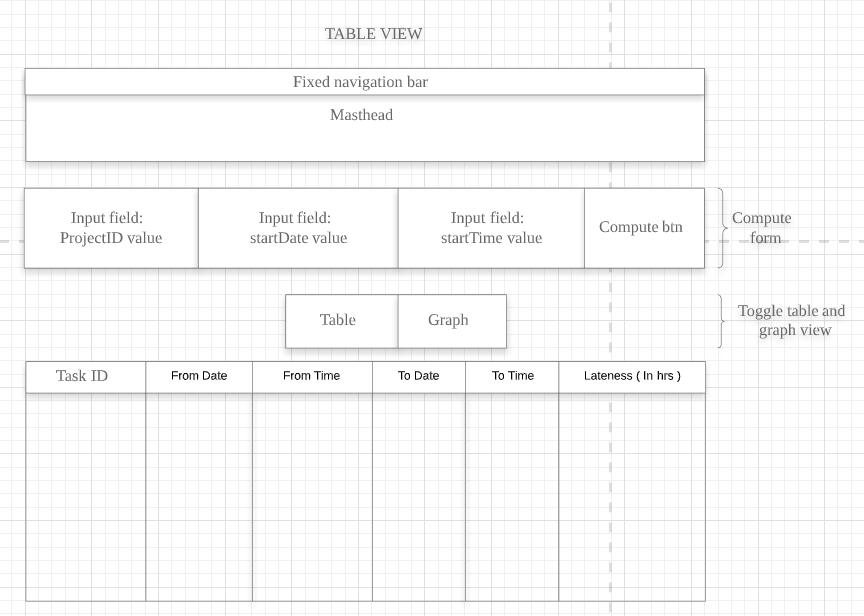 TABLE VIEW
Fixed navigation bar
Masthead
Input field:
ProjectID value
Input field:
startDate value
Input field:
startTime value
Compute btn
Compute
form
Table
Graph
Toggle table and
graph view
Task ID
From Date
From Time
To Date
To Time
Lateness ( In hrs )